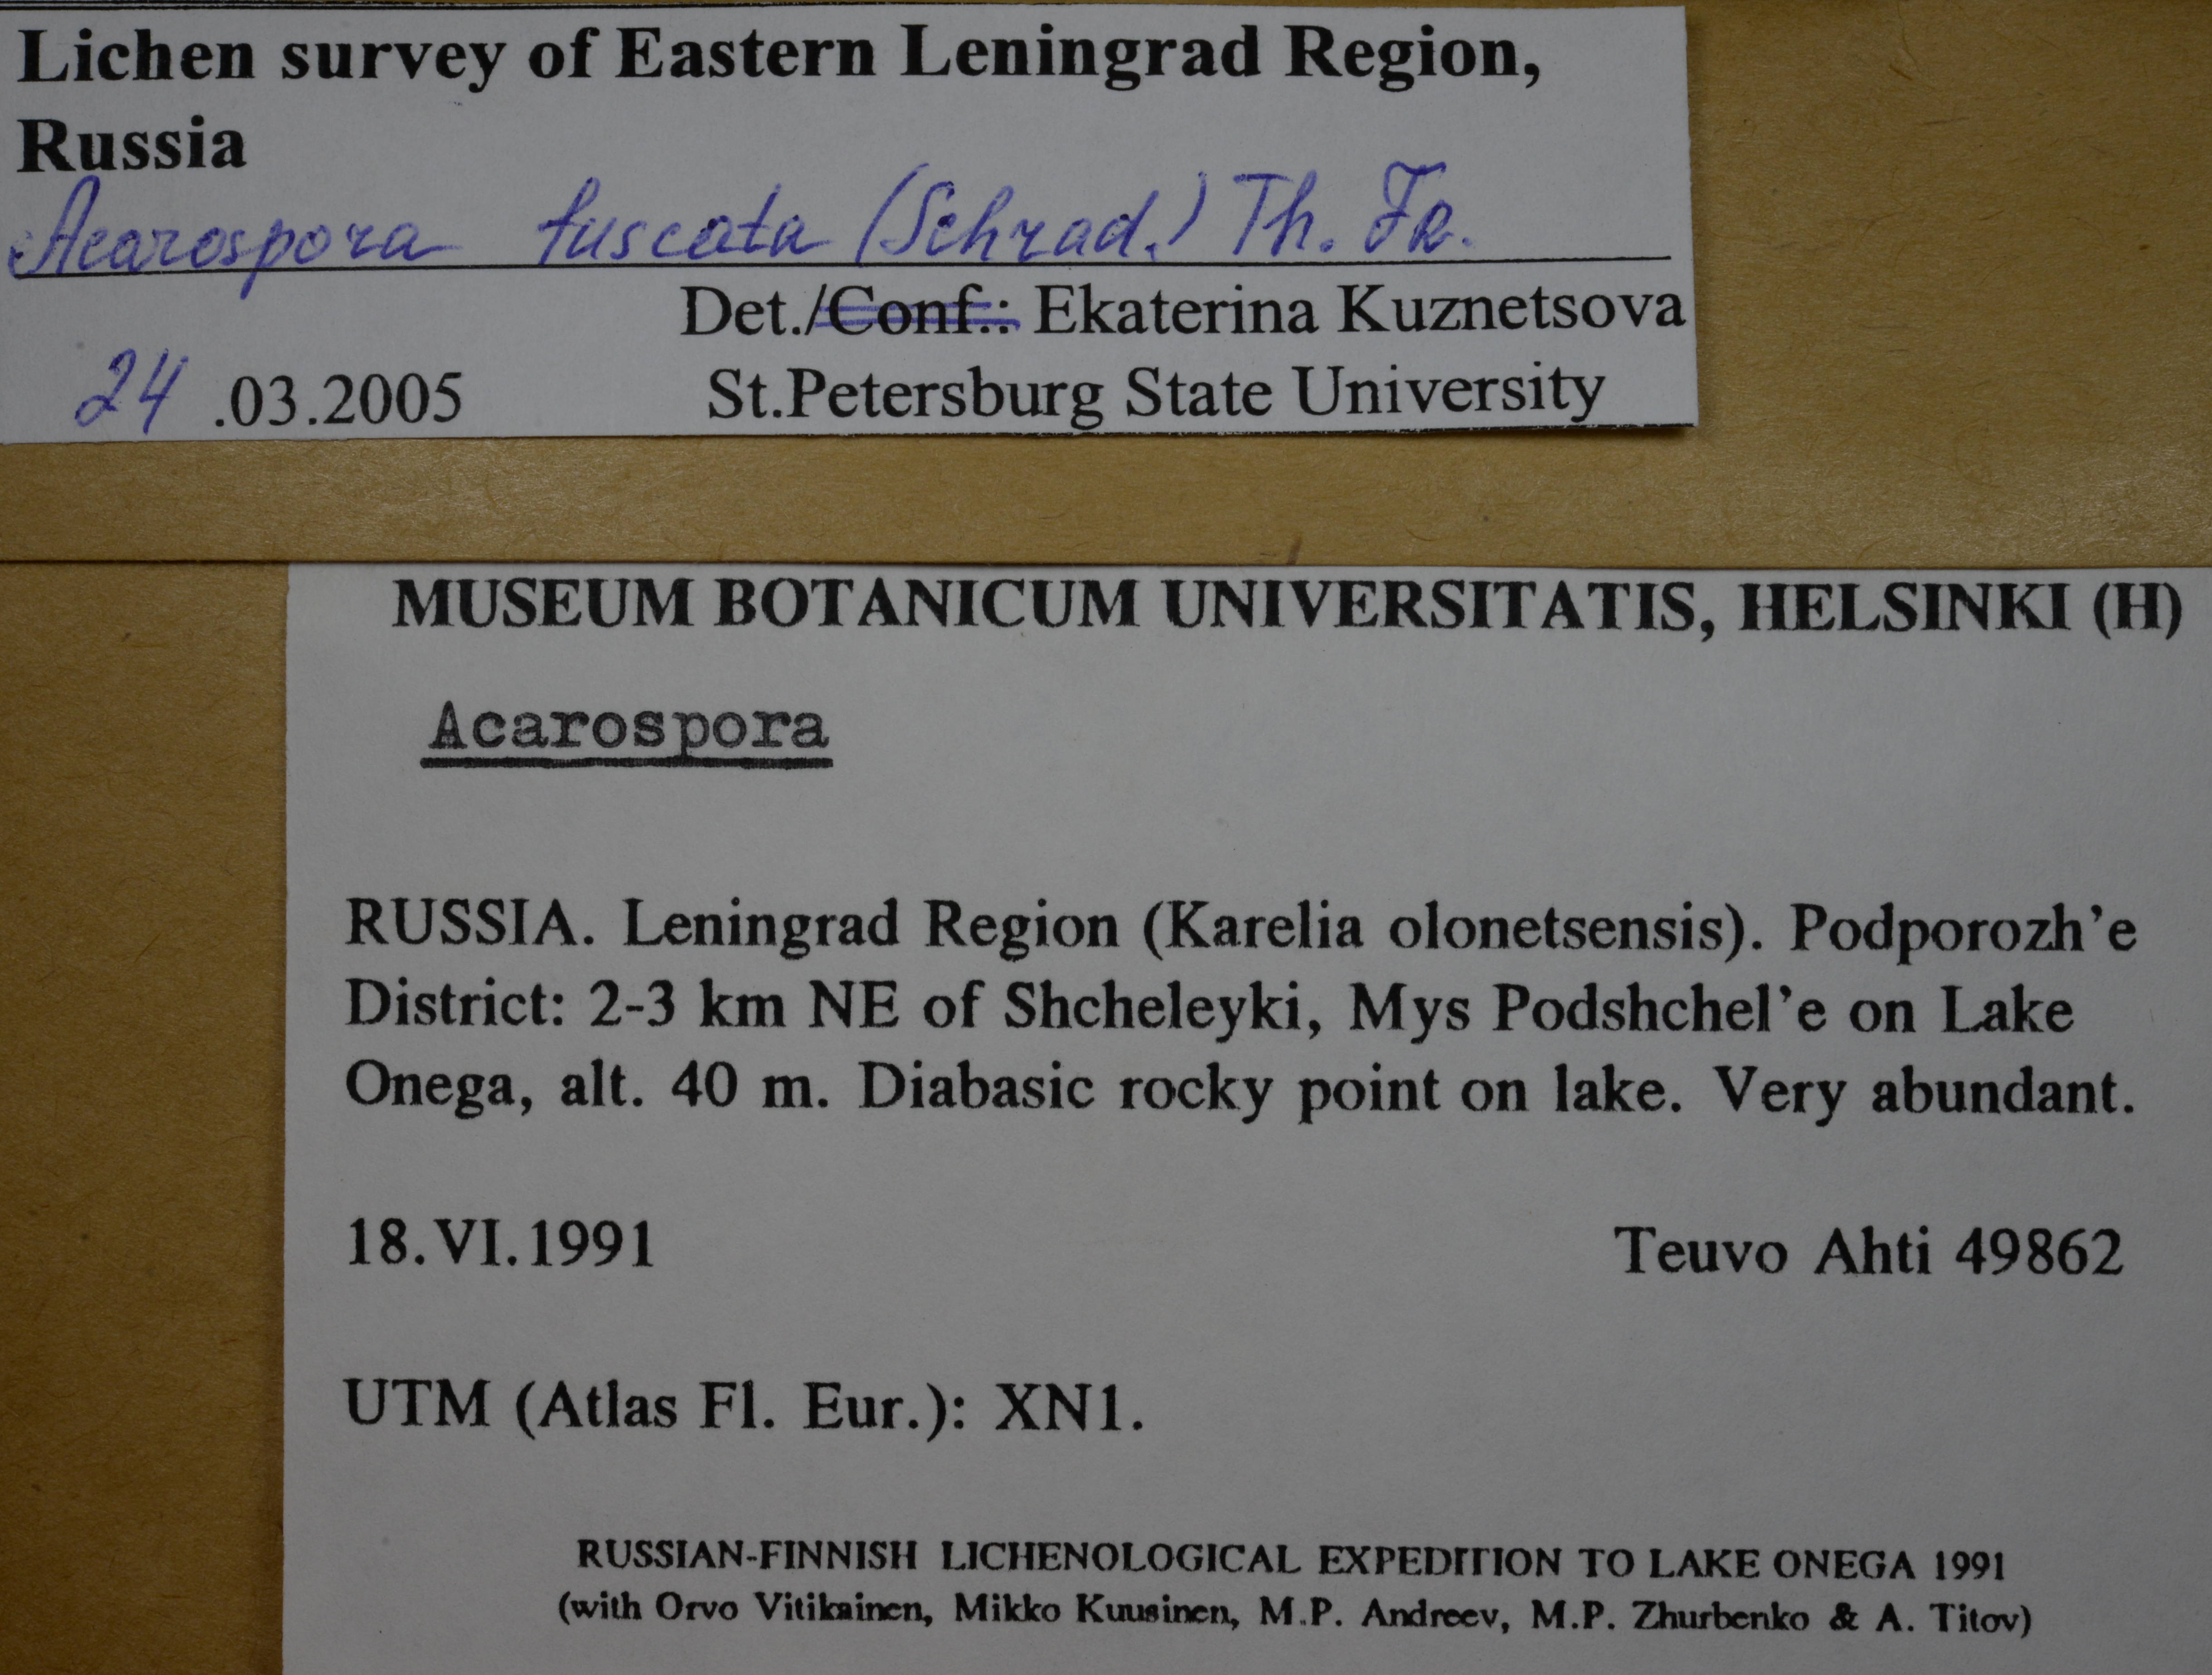 Lichen survey of Eastern Leningrad Region,
Russia
Acarospora fuscata (Schrad.) Th. Fr.
Det./Conf.: Ekaterina Kuznetsova
24 .03.2005 St.Petersburg State University
MUSEUM BOTANICUM UNIVERSITATIS, HELSINKI (H)
Acarospora
RUSSIA. Leningrad Region (Karelia olonetsensis). Podporozh'e
District: 2-3 km NE of Shcheleyki, Mys Podshchel'e on Lake
Onega, alt. 40 m. Diabasic rocky point on lake. Very abundant.
18.VI.1991 Teuvo Ahti 49862
UTM (Atlas Fl. Eur.): XN1.
RUSSIAN-FINNISH LICHENOLOGICAL EXPEDITION TO LAKE ONEGA 1991
(with Orvo Vitikainen, Mikko Kuusinen, M.P. Andreev, M.P. Zhurbenko & A. Titov)